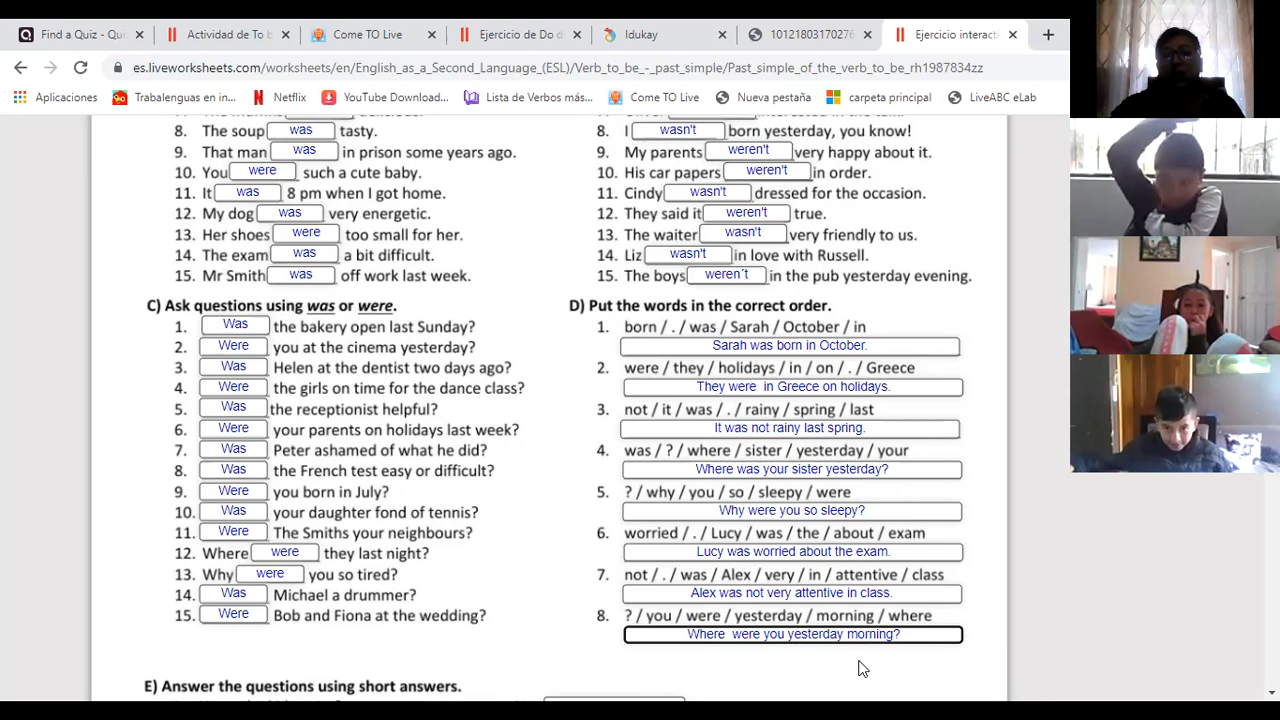 Find a Quiz - Qui
Actividad de To b
Come TO Live
Ejercicio de Do d
Idukay
10121803170276
Ejercicio interacti
es.liveworksheets.com/worksheets/en/English_as_a_Second_Language_(ESL)/Verb_to_be_-_past_simple/Past_simple_of_the_verb_to_be_rh1987834zz
Aplicaciones
Trabalenguas en in...
Netflix
YouTube Download...
Lista de Verbos más...
Come TO Live
Nueva pestaña
carpeta principal
LiveABC eLab
8. The soup was tasty.
9. That man was in prison some years ago.
10. You were such a cute baby.
11. It was 8 pm when I got home.
12. My dog was very energetic.
13. Her shoes were too small for her.
14. The exam was a bit difficult.
15. Mr Smith was off work last week.
8. I wasn't born yesterday, you know!
9. My parents weren't very happy about it.
10. His car papers weren't in order.
11. Cindy wasn't dressed for the occasion.
12. They said it weren't true.
13. The waiter wasn't very friendly to us.
14. Liz wasn't in love with Russell.
15. The boys weren´t in the pub yesterday evening.
C) Ask questions using was or were.
1. Was the bakery open last Sunday?
2. Were you at the cinema yesterday?
3. Was Helen at the dentist two days ago?
4. Were the girls on time for the dance class?
5. Was the receptionist helpful?
6. Were your parents on holidays last week?
7. Was Peter ashamed of what he did?
8. Was the French test easy or difficult?
9. Were you born in July?
10. Was your daughter fond of tennis?
11. Were The Smiths your neighbours?
12. Where were they last night?
13. Why were you so tired?
14. Was Michael a drummer?
15. Were Bob and Fiona at the wedding?
D) Put the words in the correct order.
1. born / . / was / Sarah / October / in
Sarah was born in October.
2. were / they / holidays / in / on / . / Greece
They were in Greece on holidays.
3. not / it / was / . / rainy / spring / last
It was not rainy last spring.
4. was / ? / where / sister / yesterday / your
Where was your sister yesterday?
5. ? / why / you / so / sleepy / were
Why were you so sleepy?
6. worried / . / Lucy / was / the / about / exam
Lucy was worried about the exam.
7. not / . / was / Alex / very / in / attentive / class
Alex was not very attentive in class.
8. ? / you / were / yesterday / morning / where
Where were you yesterday morning?
E) Answer the questions using short answers.